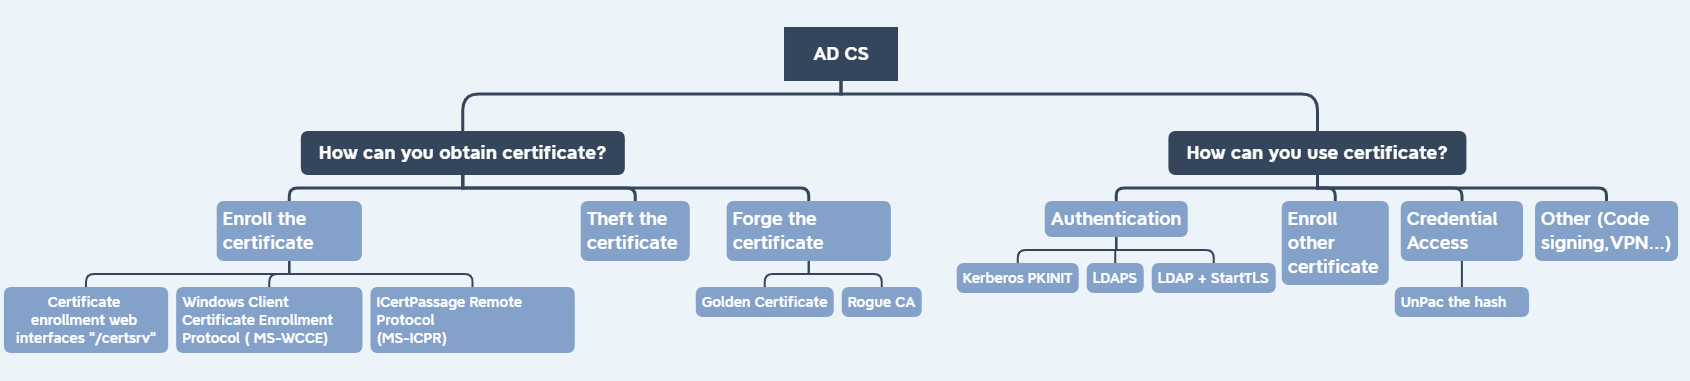 AD CS
How can you obtain certificate?
How can you use certificate?
Enroll the
certificate
Theft the
certificate
Forge the
certificate
Authentication
Enroll
other
certificate
Credential
Access
Other (Code
signing,VPN...)
Certificate
enrollment web
interfaces "/certsrv"
Windows Client
Certificate Enrollment
Protocol ( MS-WCCE)
ICertPassage Remote
Protocol
(MS-ICPR)
Golden Certificate
Rogue CA
Kerberos PKINIT
LDAPS
LDAP + StartTLS
UnPac the hash